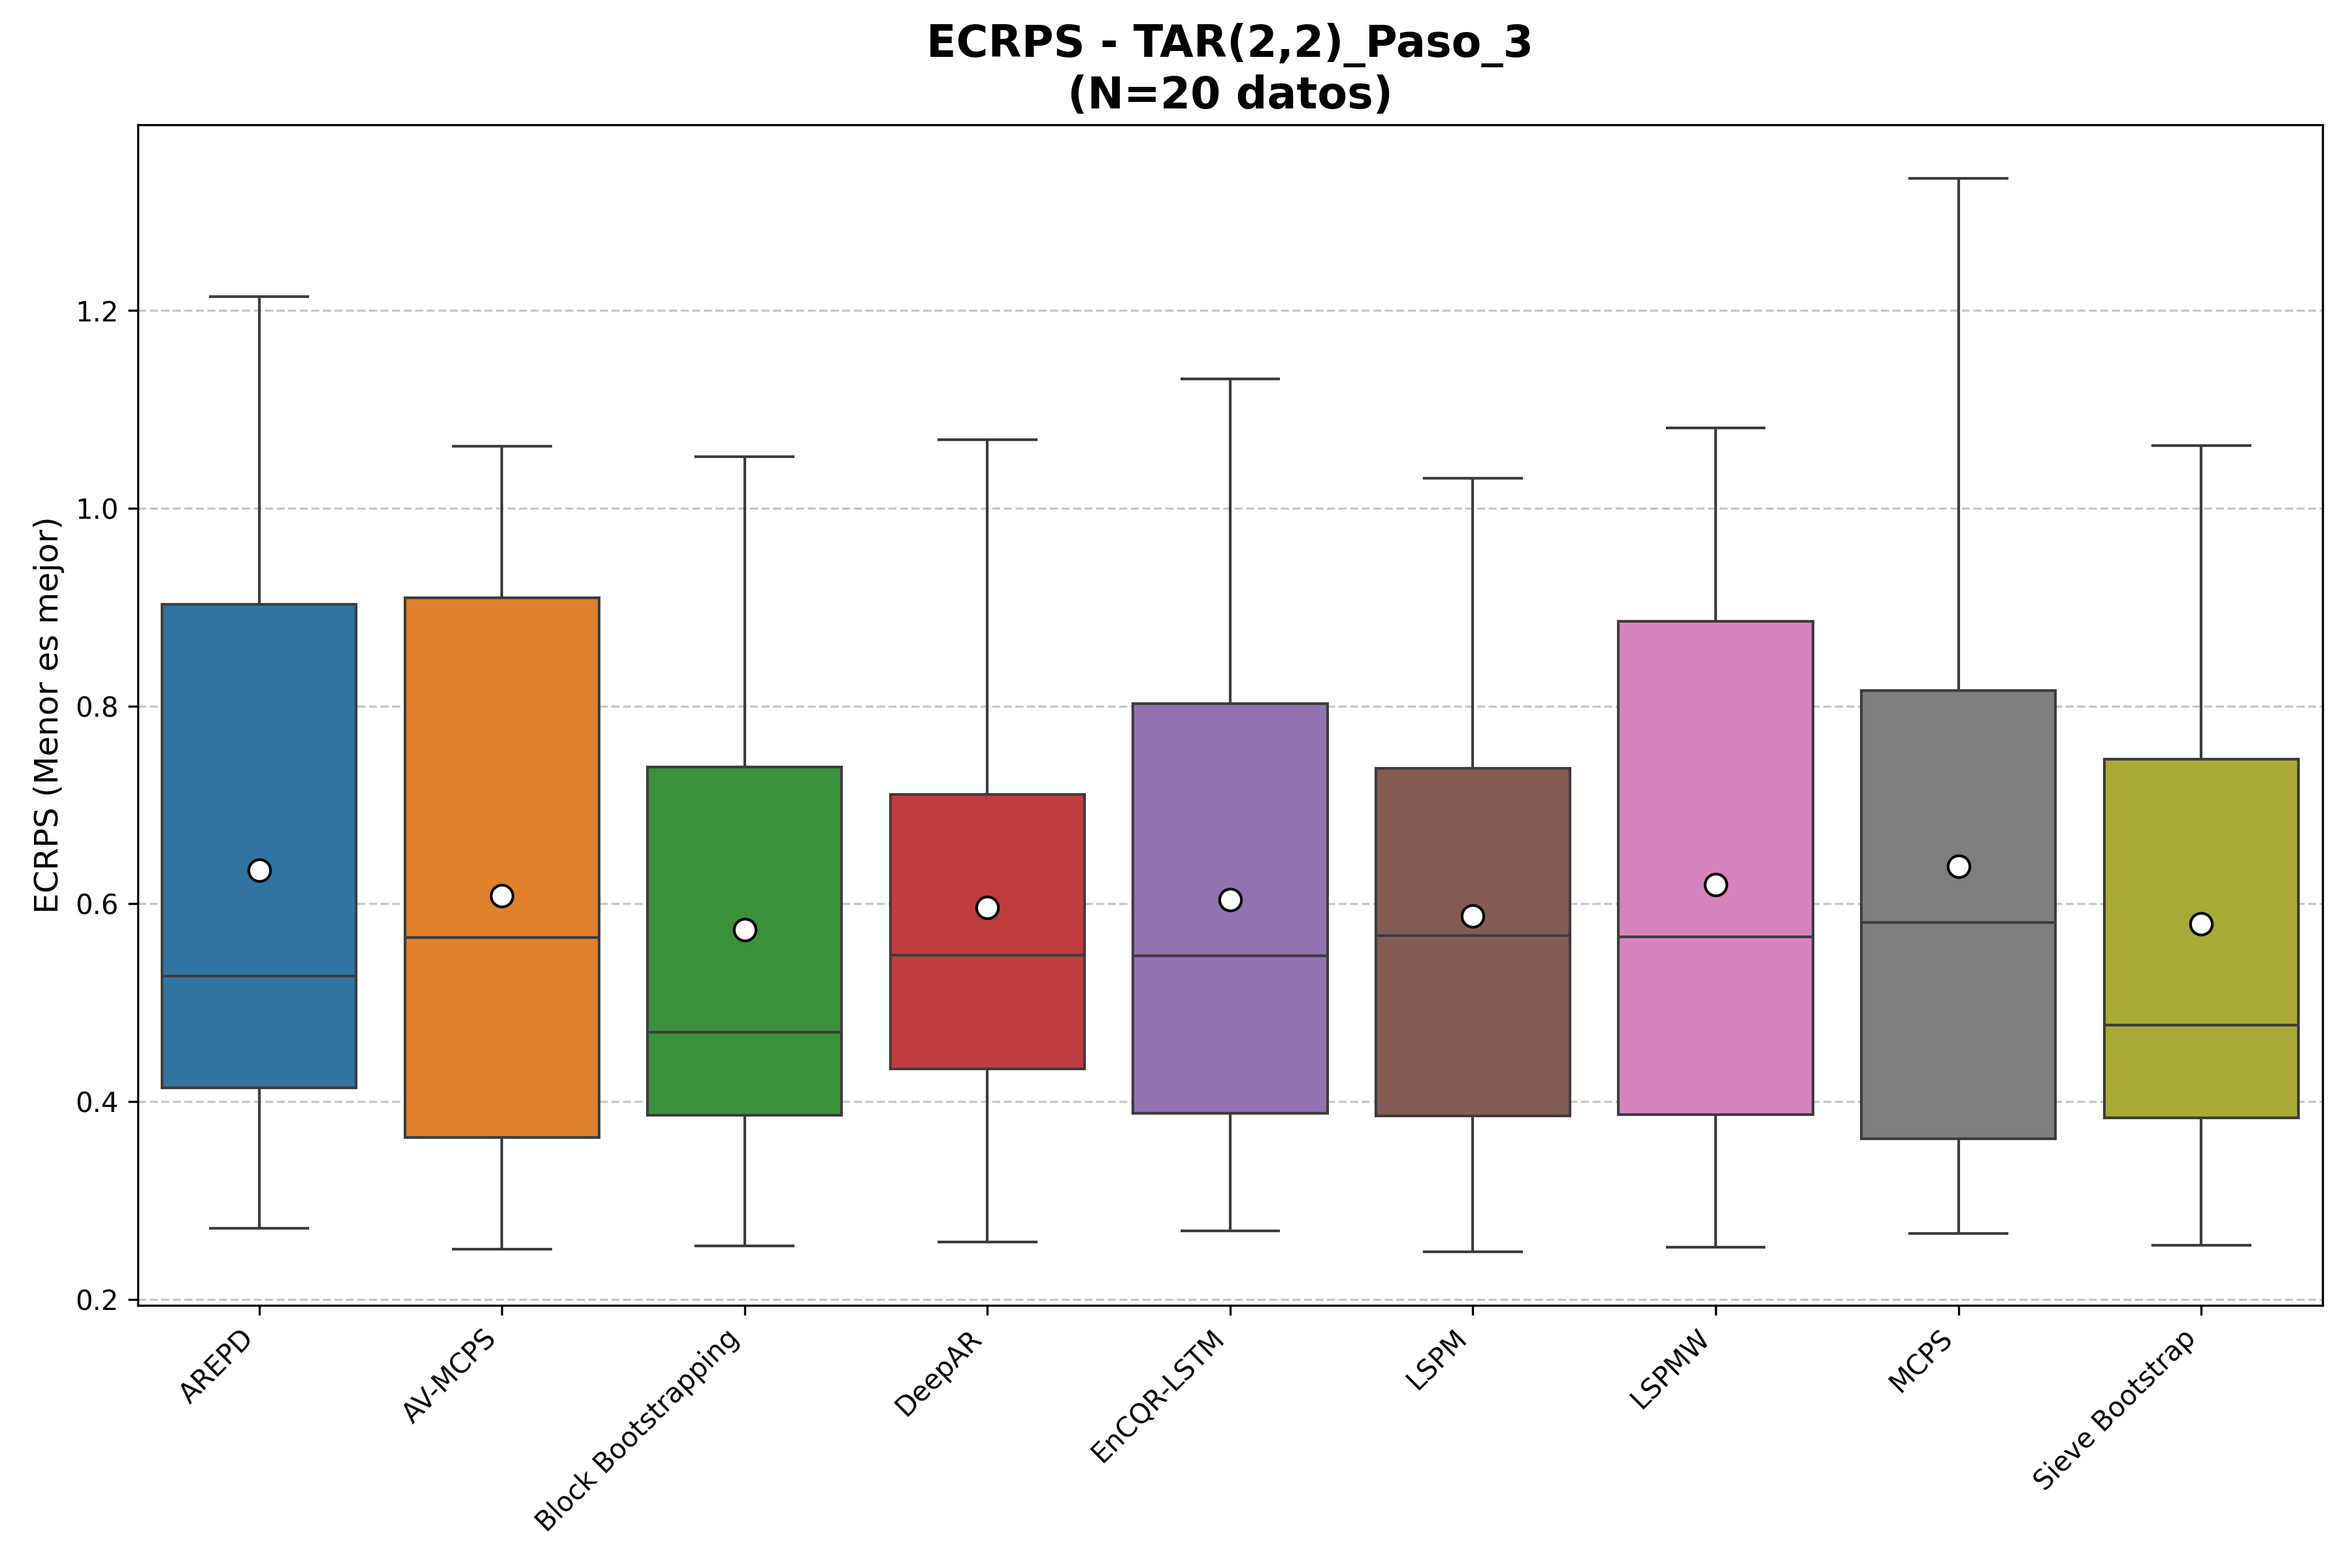 ECRPS - TAR(2,2)_Paso_3
(N=20 datos)
ECRPS (Menor es mejor)
1.2
1.0
0.8
0.6
0.4
0.2
AREPD
AV-MCPS
Block Bootstrapping
DeepAR
EnCQR-LSTM
LSPM
LSPMW
MCPS
Sieve Bootstrap